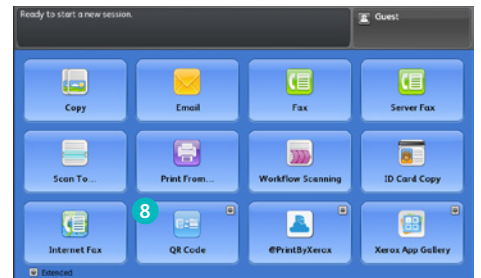 Ready to start a new session.
Guest
Copy
Email
Fax
Server Fax
Scan To...
Print From...
Workflow Scanning
ID Card Copy
8
Internet Fax
QR Code
@PrintByXerox
Xerox App Gallery
Extended